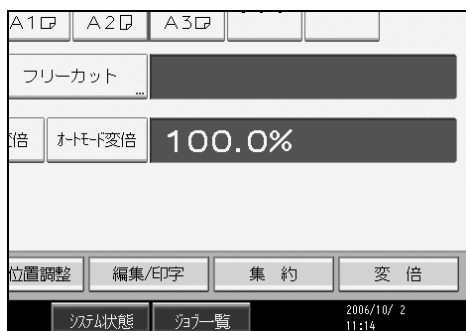 A1 A2 A3
フリーカット
倍 オートモード変倍 100.0%
位置調整 編集/印字 集 約 変 倍
システム状態 ジョブ一覧 2006/10/ 2
11:14